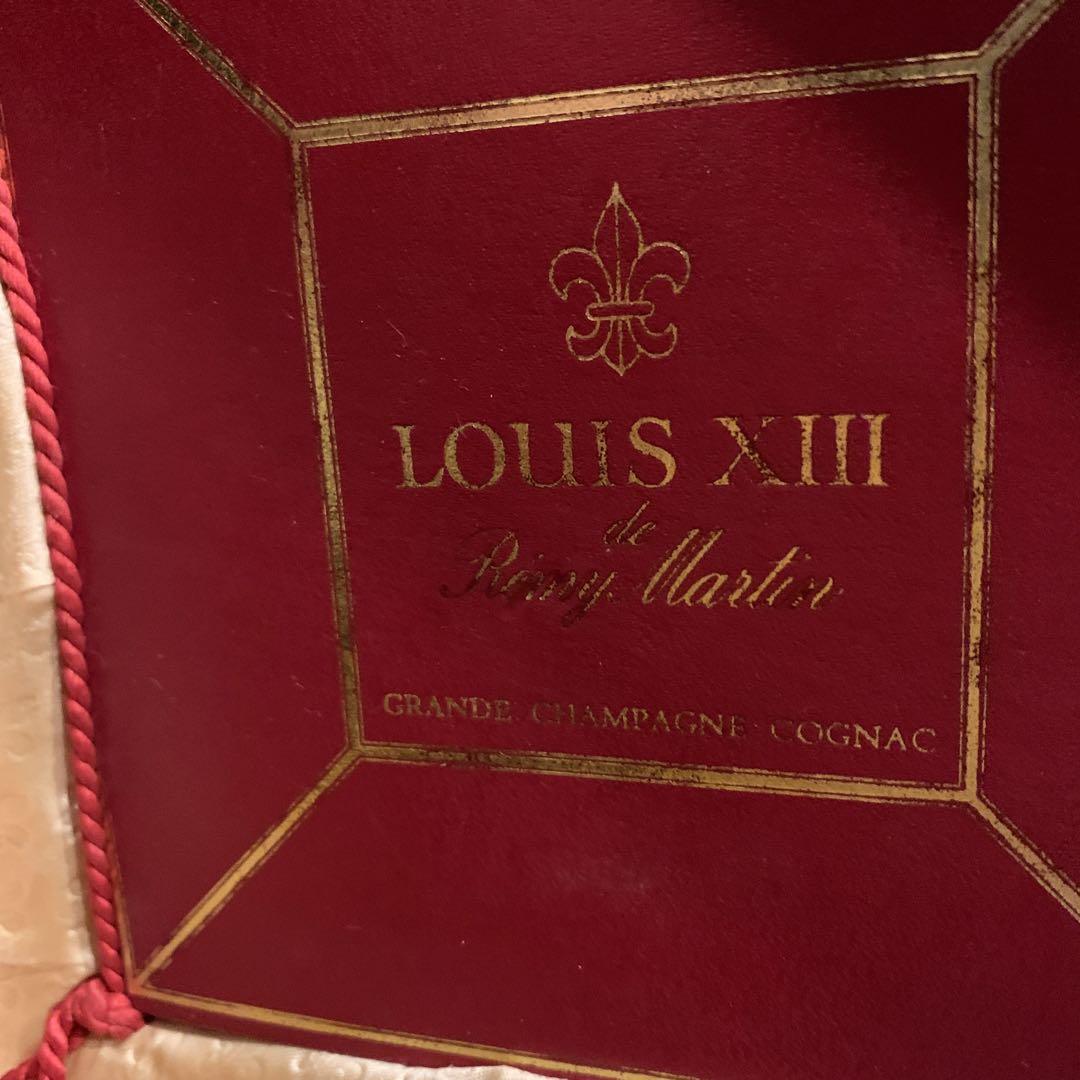 LOUIS XIII
de
Rémy Martin
GRANDE CHAMPAGNE COGNAC